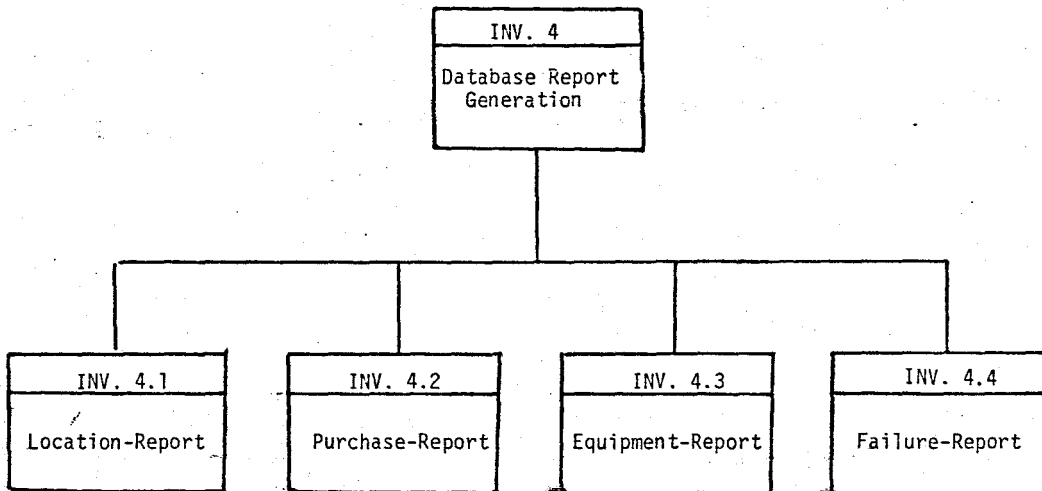 INV. 4
Database Report
Generation
INV. 4.1
Location-Report
INV. 4.2
Purchase-Report
INV. 4.3
Equipment-Report
INV. 4.4
Failure-Report